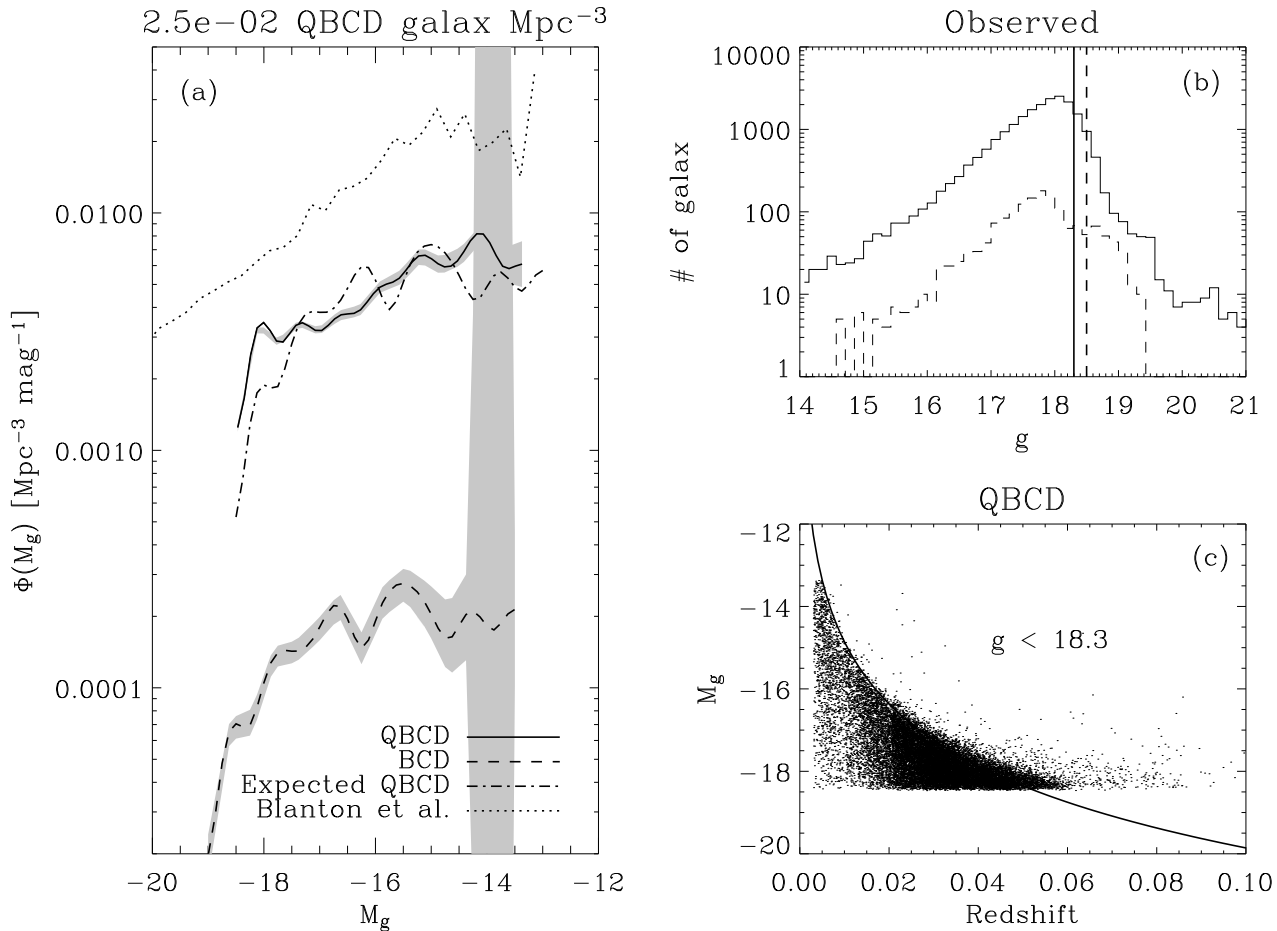 2.5e−02 QBCD galax Mpc⁻³
(a)
0.0100
0.0010
0.0001
Φ(M_g) [Mpc⁻³ mag⁻¹]
QBCD
BCD
Expected QBCD
Blanton et al.
−20 −18 −16 −14 −12
M_g
Observed
(b)
10000
1000
100
10
1
# of galax
14 15 16 17 18 19 20 21
g
QBCD
(c)
−12
−14
−16
−18
−20
M_g
g < 18.3
0.00 0.02 0.04 0.06 0.08 0.10
Redshift